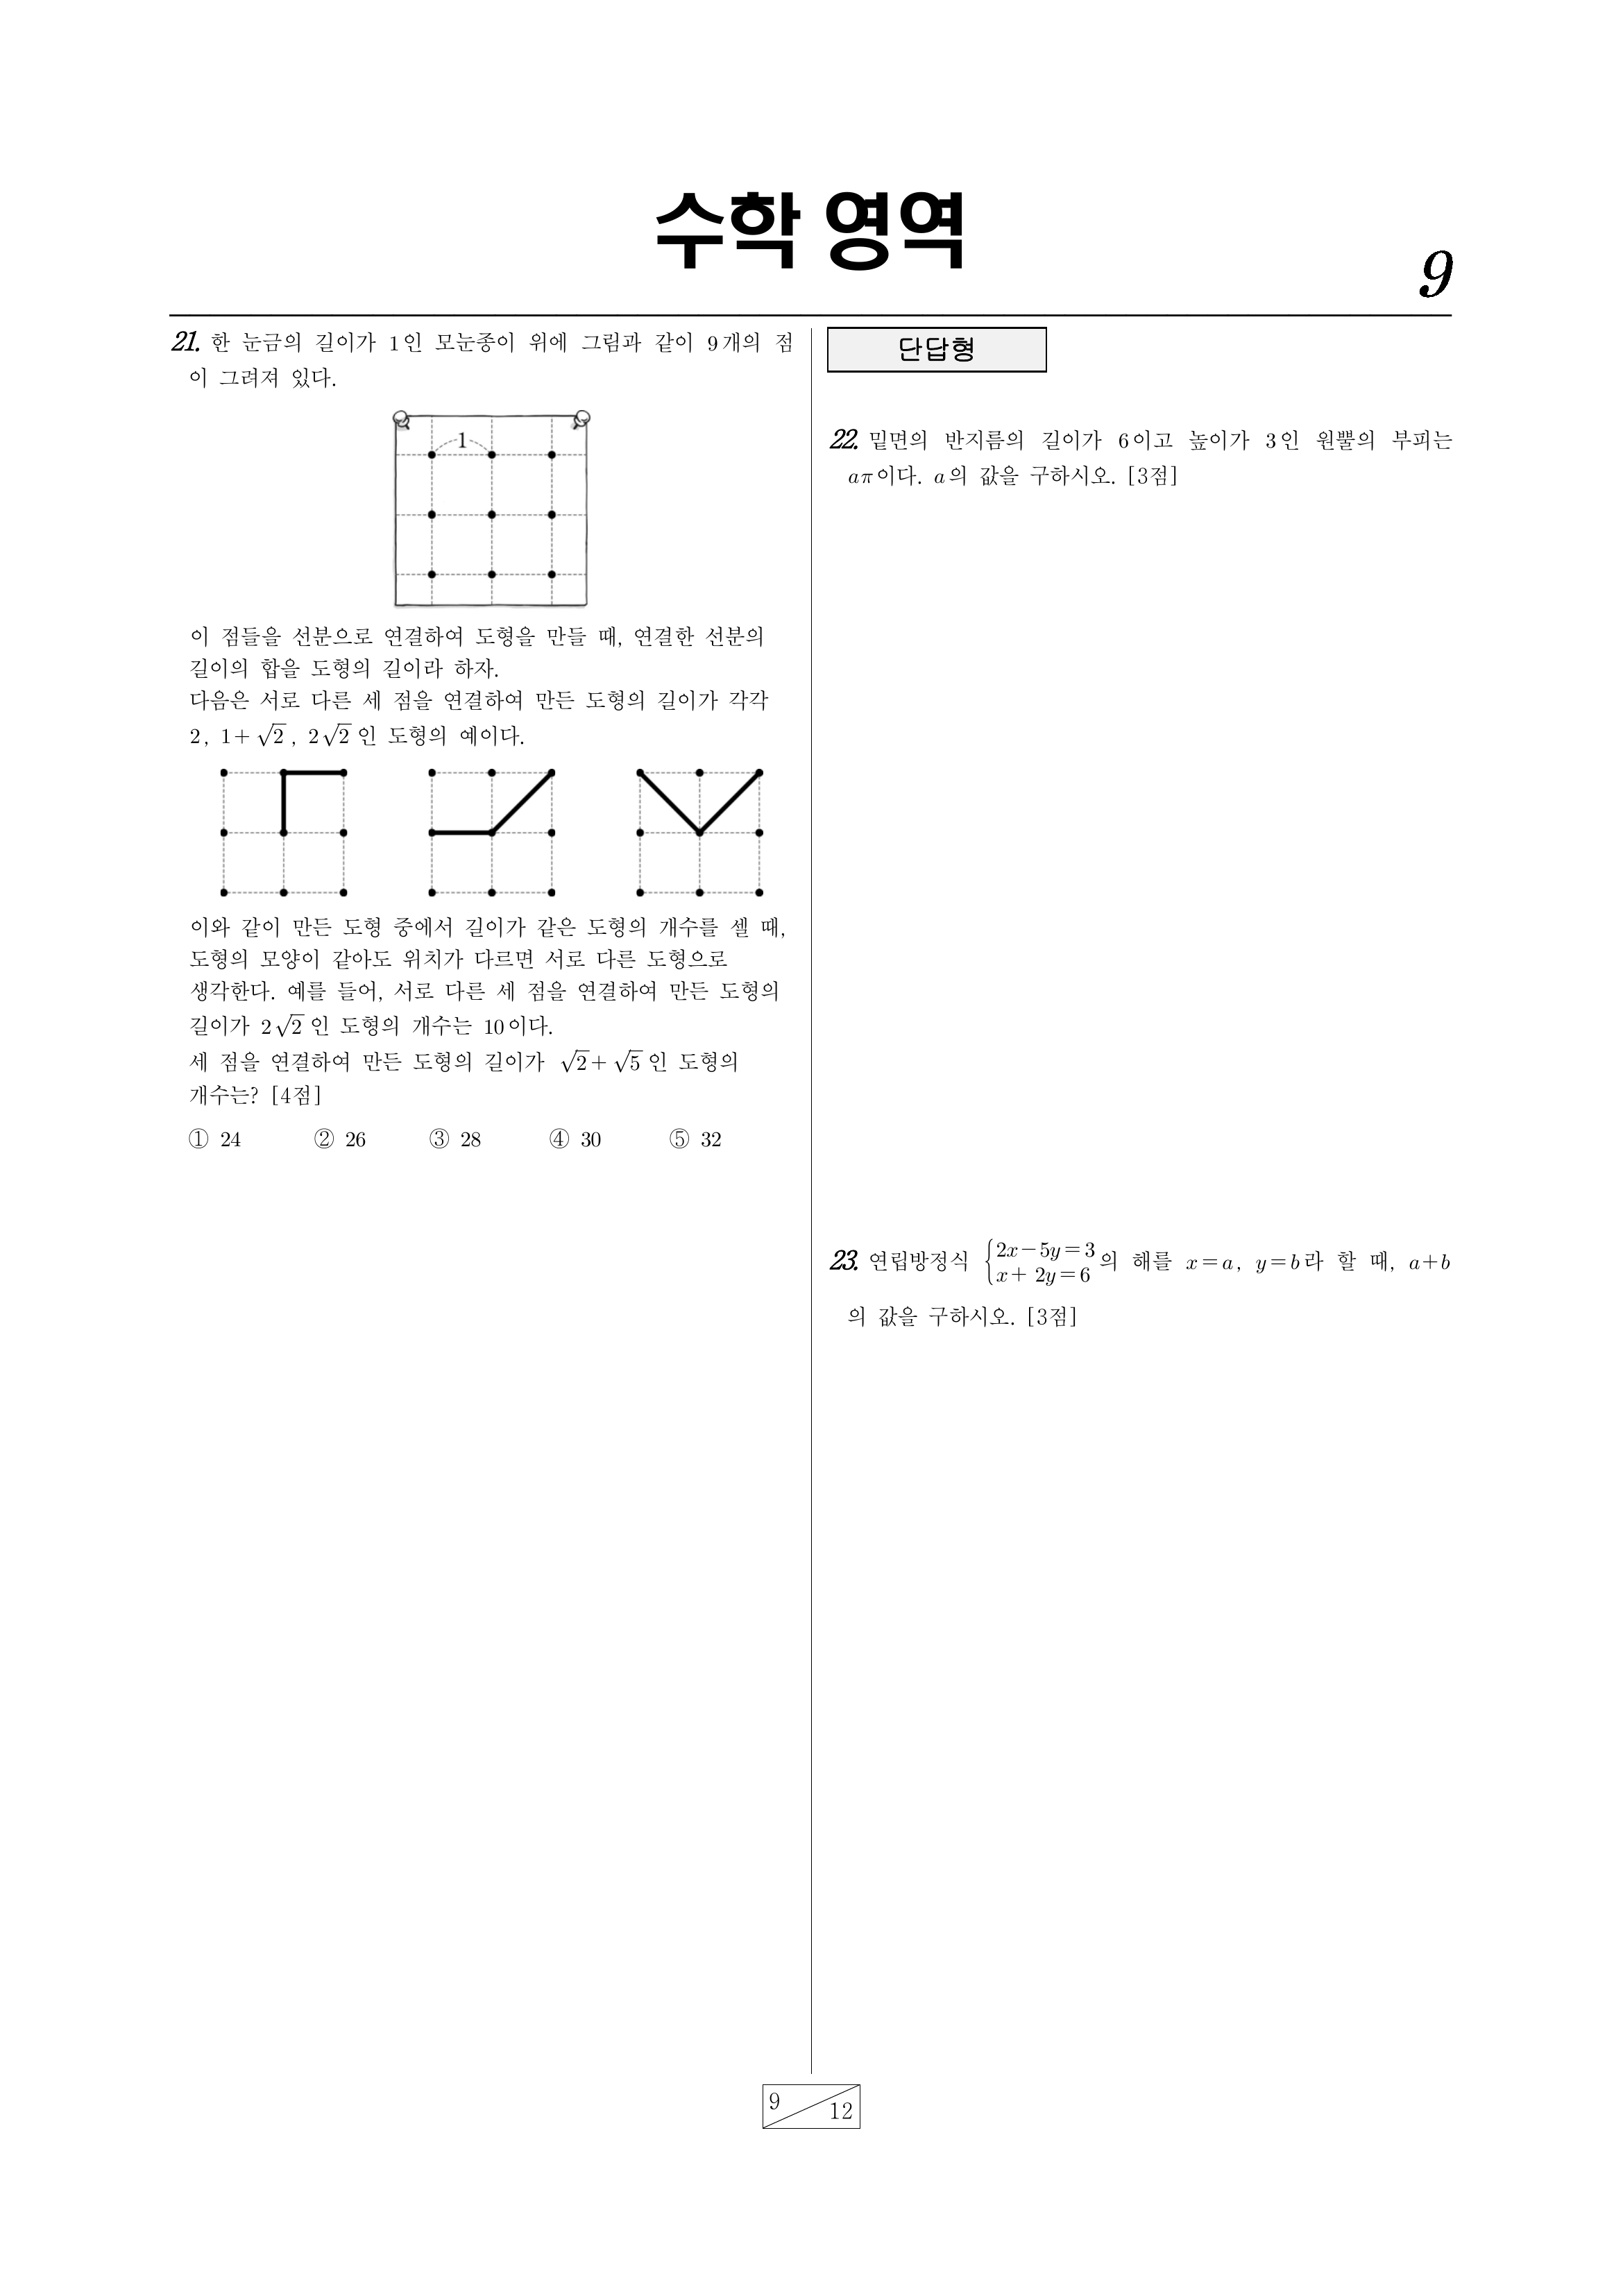 수학 영역
9
21. 한 눈금의 길이가 1인 모눈종이 위에 그림과 같이 9개의 점
이 그려져 있다.
1
이 점들을 선분으로 연결하여 도형을 만들 때, 연결한 선분의
길이의 합을 도형의 길이라 하자.
다음은 서로 다른 세 점을 연결하여 만든 도형의 길이가 각각
2, 1+√2, 2√2인 도형의 예이다.
이와 같이 만든 도형 중에서 길이가 같은 도형의 개수를 셀 때,
도형의 모양이 같아도 위치가 다르면 서로 다른 도형으로
생각한다. 예를 들어, 서로 다른 세 점을 연결하여 만든 도형의
길이가 2√2인 도형의 개수는 10이다.
세 점을 연결하여 만든 도형의 길이가 √2+√5인 도형의
개수는? [4점]
① 24 ② 26 ③ 28 ④ 30 ⑤ 32
단답형
22. 밑면의 반지름의 길이가 6이고 높이가 3인 원뿔의 부피는
aπ이다. a의 값을 구하시오. [3점]
23. 연립방정식 {2x-5y=3
x+2y=6 의 해를 x=a, y=b라 할 때, a+b
의 값을 구하시오. [3점]
9
12